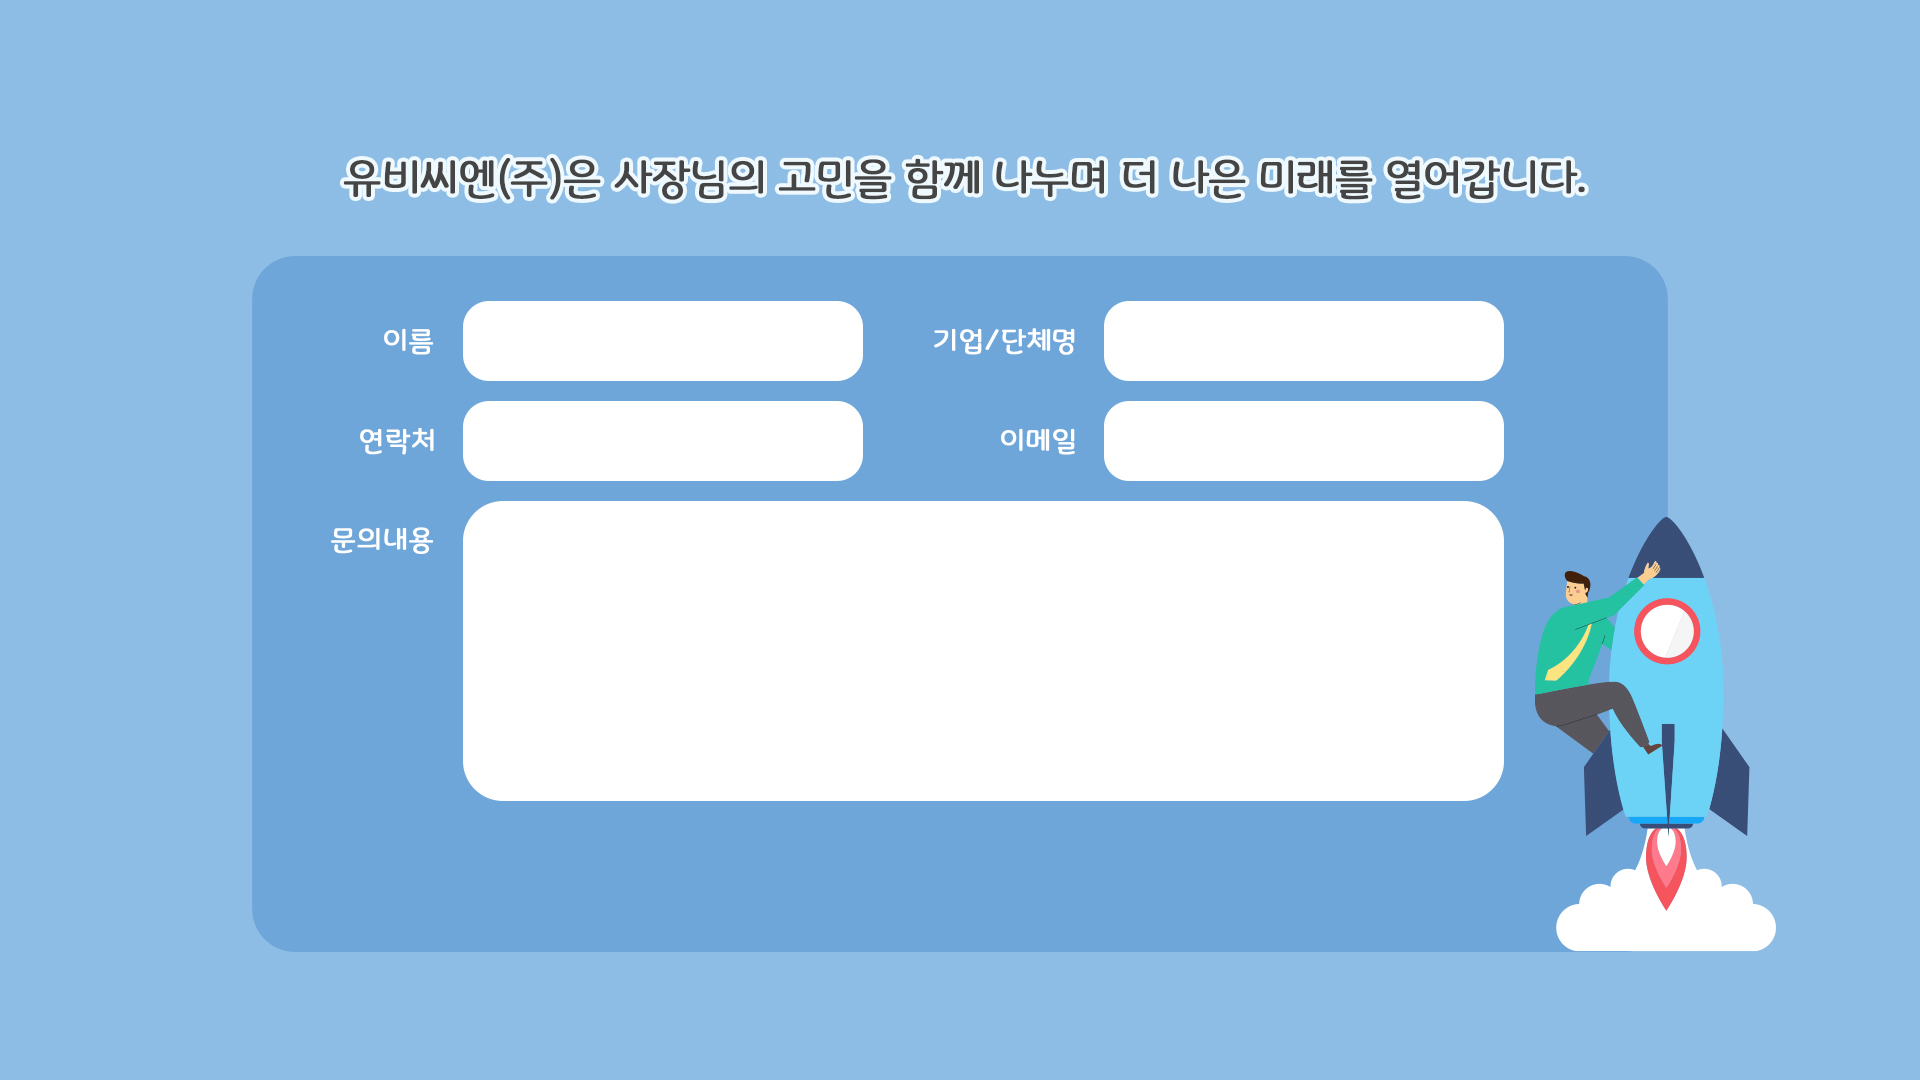 유비씨엔(주)은 사장님의 고민을 함께 나누며 더 나은 미래를 열어갑니다.
이름
기업/단체명
연락처
이메일
문의내용